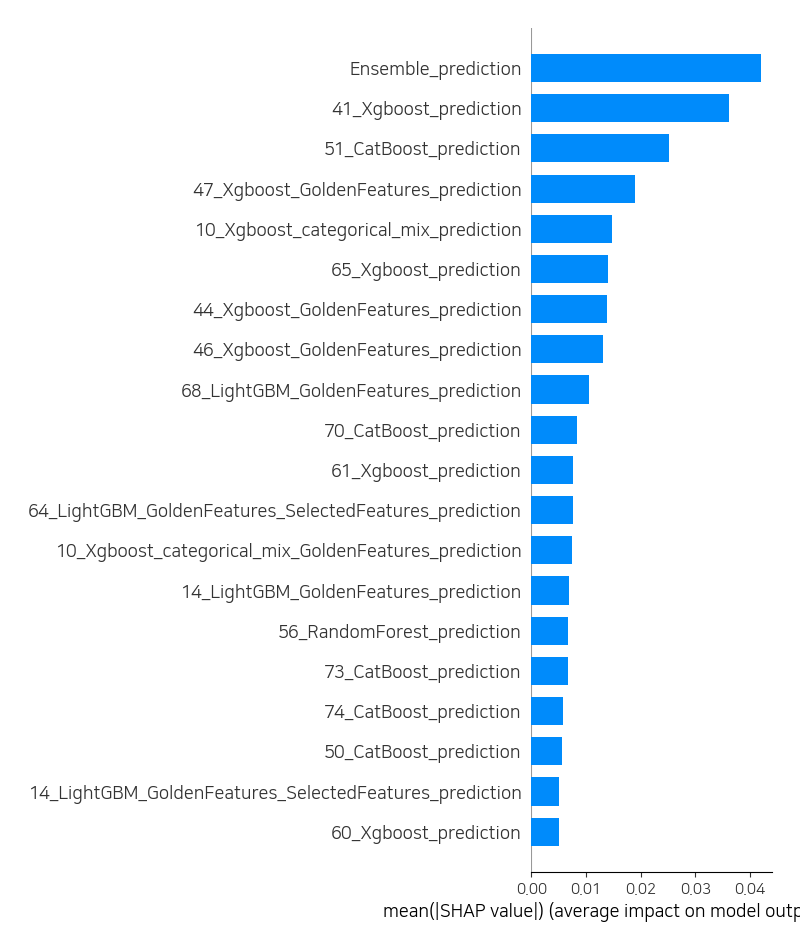 Ensemble_prediction
41_Xgboost_prediction
51_CatBoost_prediction
47_Xgboost_GoldenFeatures_prediction
10_Xgboost_categorical_mix_prediction
65_Xgboost_prediction
44_Xgboost_GoldenFeatures_prediction
46_Xgboost_GoldenFeatures_prediction
68_LightGBM_GoldenFeatures_prediction
70_CatBoost_prediction
61_Xgboost_prediction
64_LightGBM_GoldenFeatures_SelectedFeatures_prediction
10_Xgboost_categorical_mix_GoldenFeatures_prediction
14_LightGBM_GoldenFeatures_prediction
56_RandomForest_prediction
73_CatBoost_prediction
74_CatBoost_prediction
50_CatBoost_prediction
14_LightGBM_GoldenFeatures_SelectedFeatures_prediction
60_Xgboost_prediction
0.00 0.01 0.02 0.03 0.04
mean(|SHAP value|) (average impact on model outp